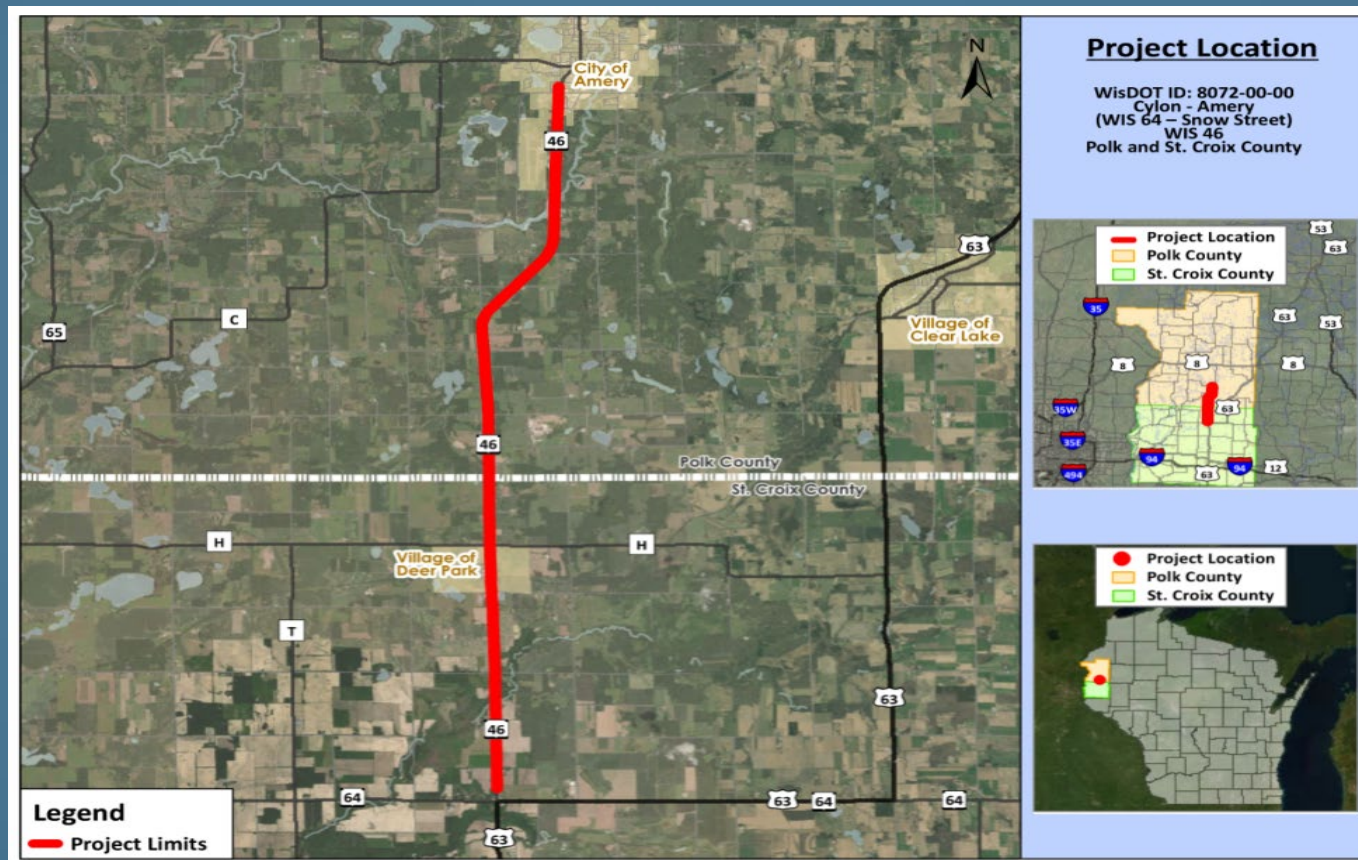 N
City of
Amery
46
63
65
C
Village of
Clear Lake
46
Polk County
St. Croix County
H
H
Village of
Deer Park
T
63
46
64
63
64
64
63
Legend
Project Limits
Project Location
WisDOT ID: 8072-00-00
Cylon - Amery
(WIS 64 – Snow Street)
WIS 46
Polk and St. Croix County
Project Location
Polk County
St. Croix County
53
63
35
63
53
8
8
8
63
35W
35E
94
94
12
494
63
Project Location
Polk County
St. Croix County